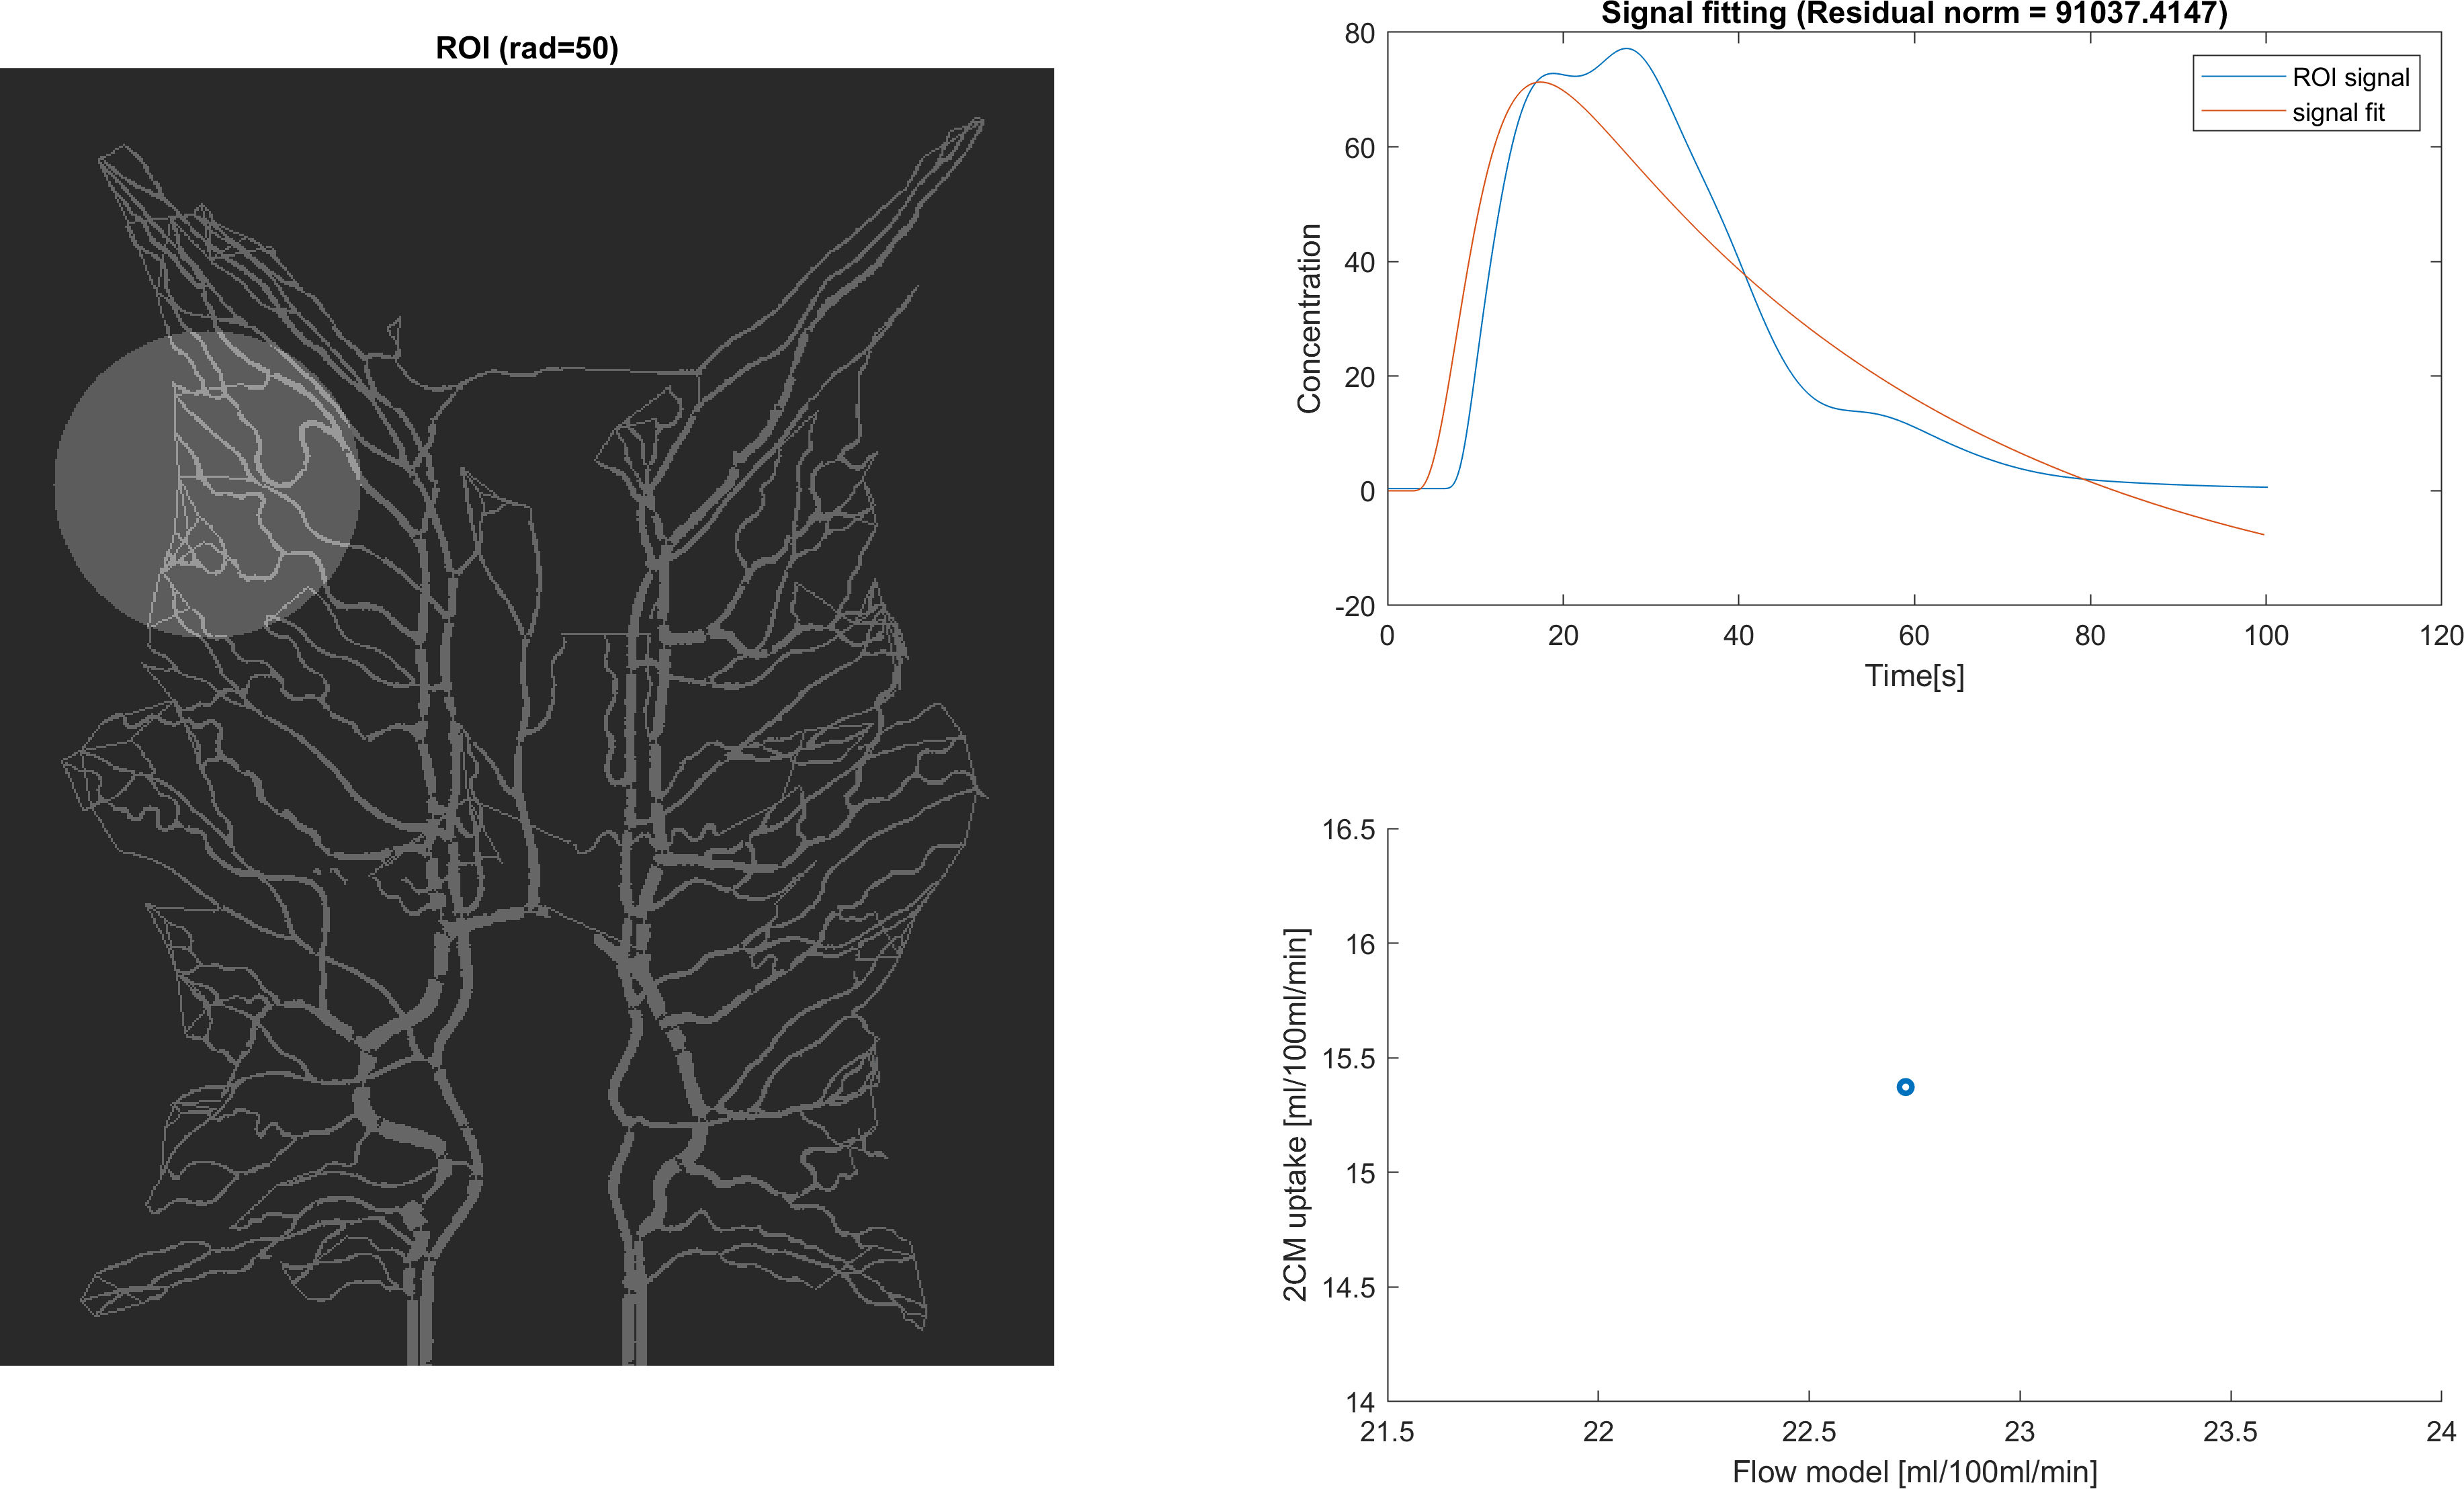 ROI (rad=50)
Signal fitting (Residual norm = 91037.4147)
80
60
40
20
0
-20
Concentration
ROI signal
signal fit
0 20 40 60 80 100 120
Time[s]
16.5
16
15.5
15
14.5
14
2CM uptake [ml/100ml/min]
21.5 22 22.5 23 23.5 24
Flow model [ml/100ml/min]